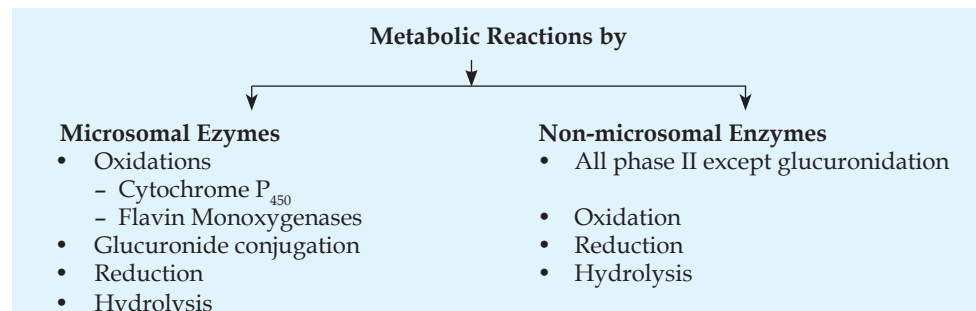 Metabolic Reactions by
Microsomal Ezymes
• Oxidations
– Cytochrome P450
– Flavin Monoxygenases
• Glucuronide conjugation
• Reduction
• Hydrolysis
Non-microsomal Enzymes
• All phase II except glucuronidation
• Oxidation
• Reduction
• Hydrolysis